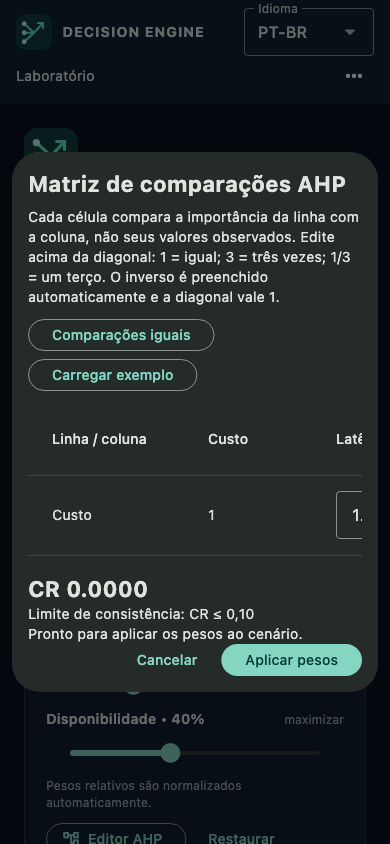 DECISION ENGINE
Idioma
PT-BR
Laboratório
Matriz de comparações AHP
Cada célula compara a importância da linha com
a coluna, não seus valores observados. Edite
acima da diagonal: 1 = igual; 3 = três vezes; 1/3
= um terço. O inverso é preenchido
automaticamente e a diagonal vale 1.
Comparações iguais
Carregar exemplo
Linha / coluna Custo Latê
Custo 1 1.
CR 0.0000
Limite de consistência: CR ≤ 0,10
Pronto para aplicar os pesos ao cenário.
Cancelar Aplicar pesos
Disponibilidade • 40% maximizar
Pesos relativos são normalizados
automaticamente.
Editor AHP Restaurar